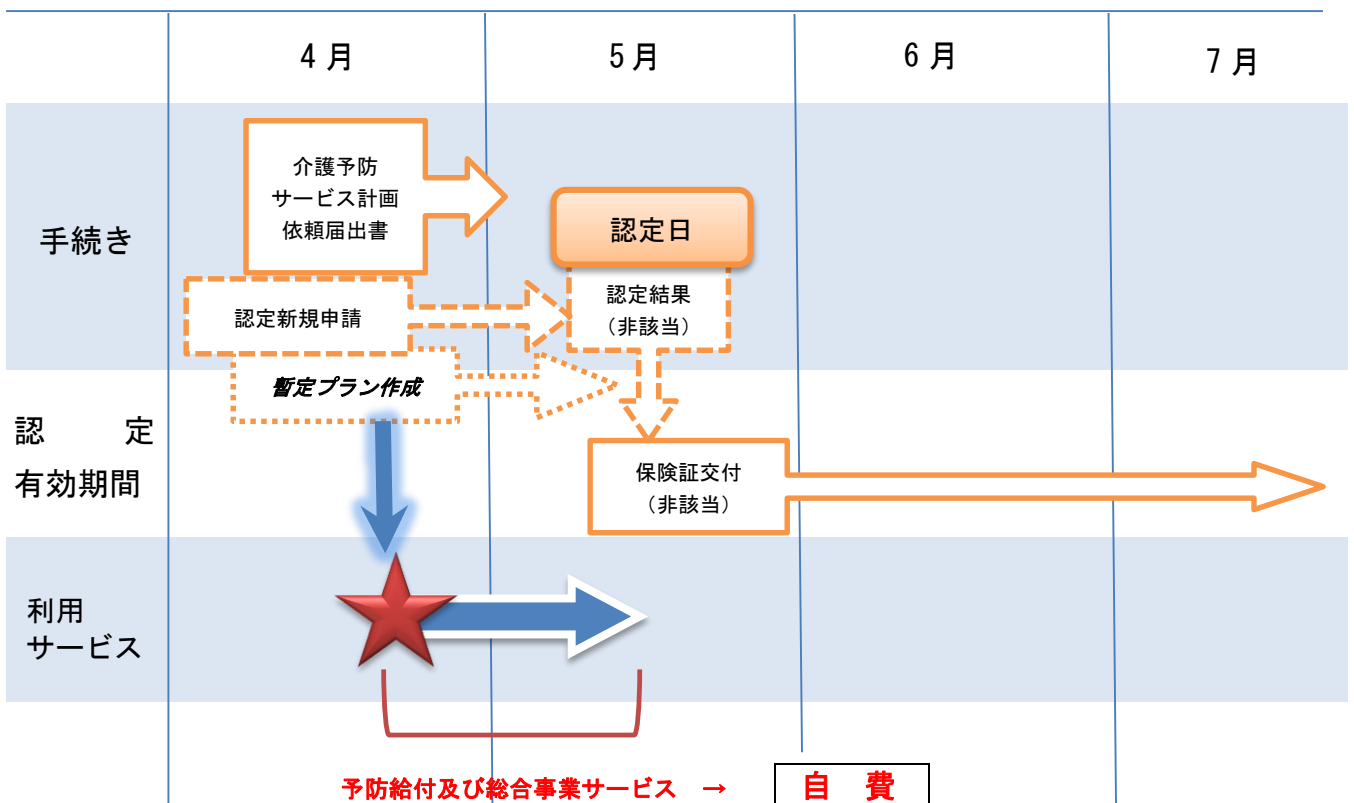 4月 5月 6月 7月
手続き
介護予防
サービス計画
依頼届出書
認定日
認定結果
(非該当)
認定新規申請
暫定プラン作成
認 定
有効期間
保険証交付
(非該当)
利用
サービス
予防給付及び総合事業サービス → 自 費